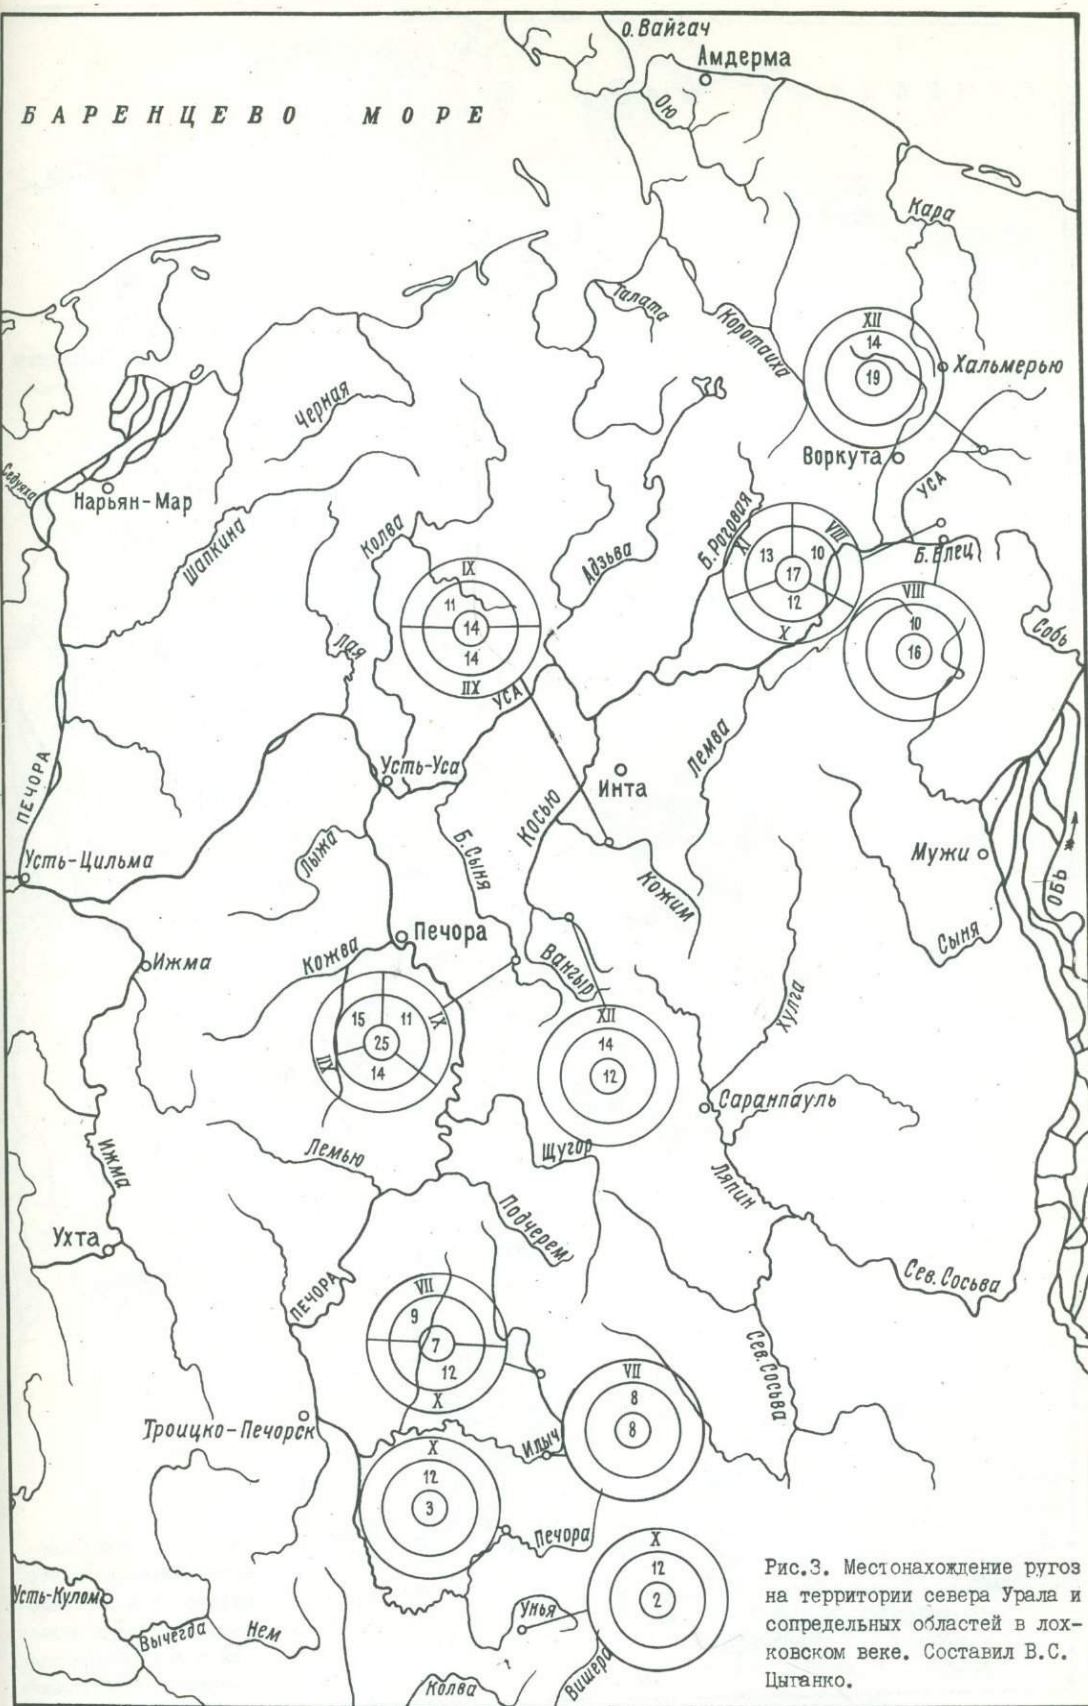 о. Вайгач
Амдерма
БАРЕНЦЕВО МОРЕ
Ою
Кара
Талата
Коротаиха
XII
14
19
Хальмерью
Черная
Воркута
УСА
Седуяха
Нарьян-Мар
Шапкина
Колва
Адзьва
Б. Роговая
XI
VIII
13
10
17
12
X
Б. Елец
VIII
10
16
Собь
IX
11
14
14
IIX
Лая
УСА
Лемва
Усть-Уса
Инта
ПЕЧОРА
Косью
Лыжа
Б. Сыня
Усть-Цильма
Мужи
ОБЬ
Кожим
Сыня
Печора
Ижма
Кожва
Вангыр
Хулга
IX
15
11
25
14
XII
XII
14
12
Саранпауль
Щугор
Лемью
Ижма
Ляпин
Подчерем
Ухта
Сев. Сосьва
ПЕЧОРА
VII
9
7
12
X
Сев. Сосьва
VII
8
8
Троицко-Печорск
Илыч
X
12
3
Печора
X
12
2
Усть-Кулом
Вычегда
Нем
Унья
Колва
Вишера
Рис.3. Местонахождение ругоз
на территории севера Урала и
сопредельных областей в лох-
ковском веке. Составил В.С.
Цыганко.